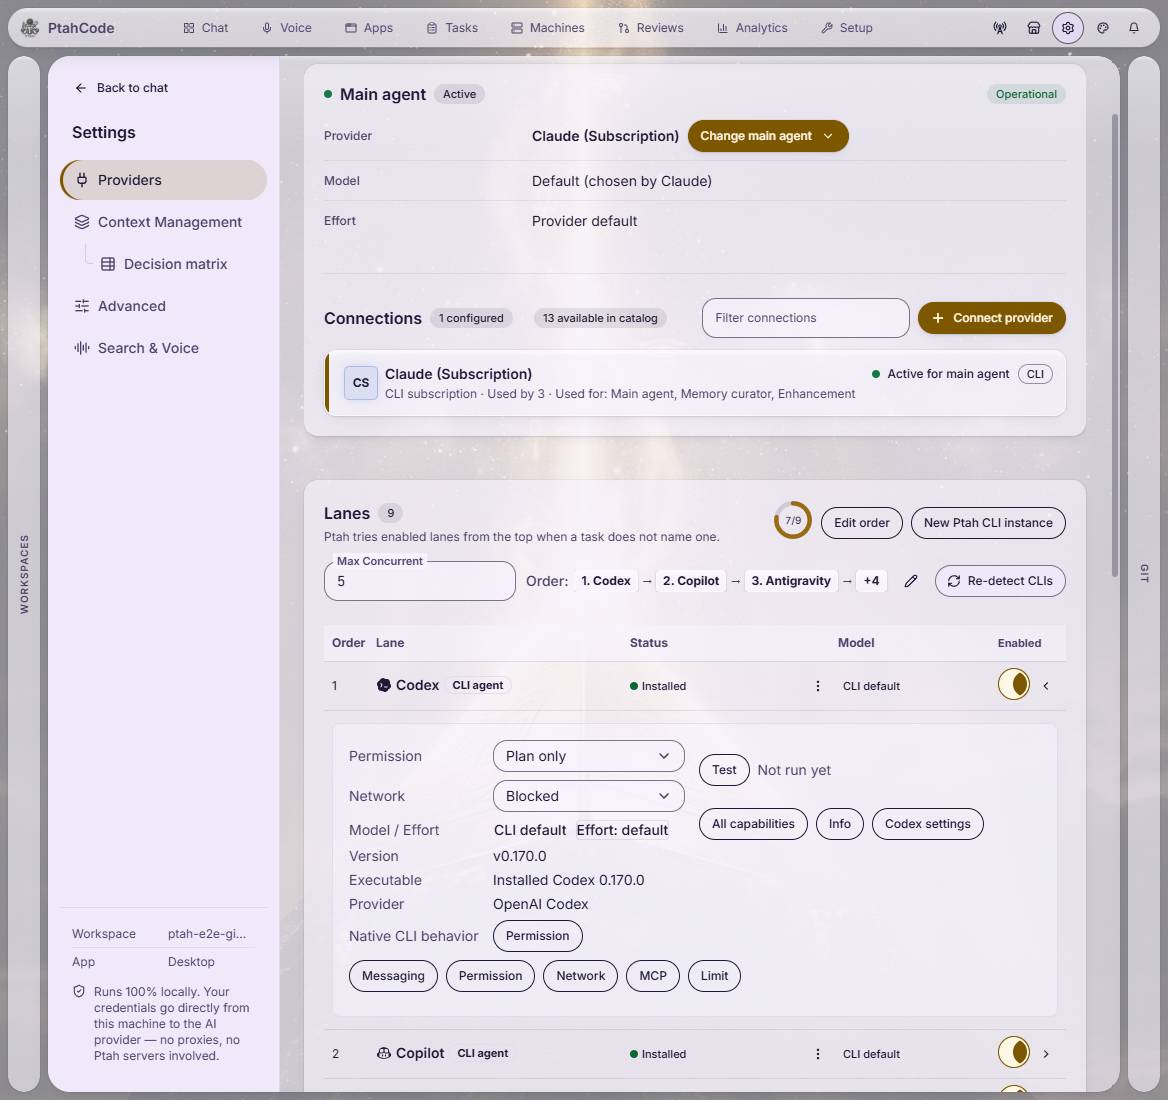 PtahCode
Chat
Voice
Apps
Tasks
Machines
Reviews
Analytics
Setup
WORKSPACES
Back to chat
Settings
Providers
Context Management
Decision matrix
Advanced
Search & Voice
Workspace ptah-e2e-gi...
App Desktop
Runs 100% locally. Your
credentials go directly from
this machine to the AI
provider — no proxies, no
Ptah servers involved.
Main agent Active Operational
Provider Claude (Subscription) Change main agent
Model Default (chosen by Claude)
Effort Provider default
Connections 1 configured 13 available in catalog Filter connections + Connect provider
CS Claude (Subscription) Active for main agent CLI
CLI subscription · Used by 3 · Used for: Main agent, Memory curator, Enhancement
Lanes 9 7/9 Edit order New Ptah CLI instance
Ptah tries enabled lanes from the top when a task does not name one.
Max Concurrent
5 Order: 1. Codex → 2. Copilot → 3. Antigravity → +4 Re-detect CLIs
Order Lane Status Model Enabled
1 Codex CLI agent Installed CLI default
Permission Plan only
Network Blocked
Test Not run yet
Model / Effort CLI default Effort: default
All capabilities Info Codex settings
Version v0.170.0
Executable Installed Codex 0.170.0
Provider OpenAI Codex
Native CLI behavior Permission
Messaging Permission Network MCP Limit
2 Copilot CLI agent Installed CLI default
GIT